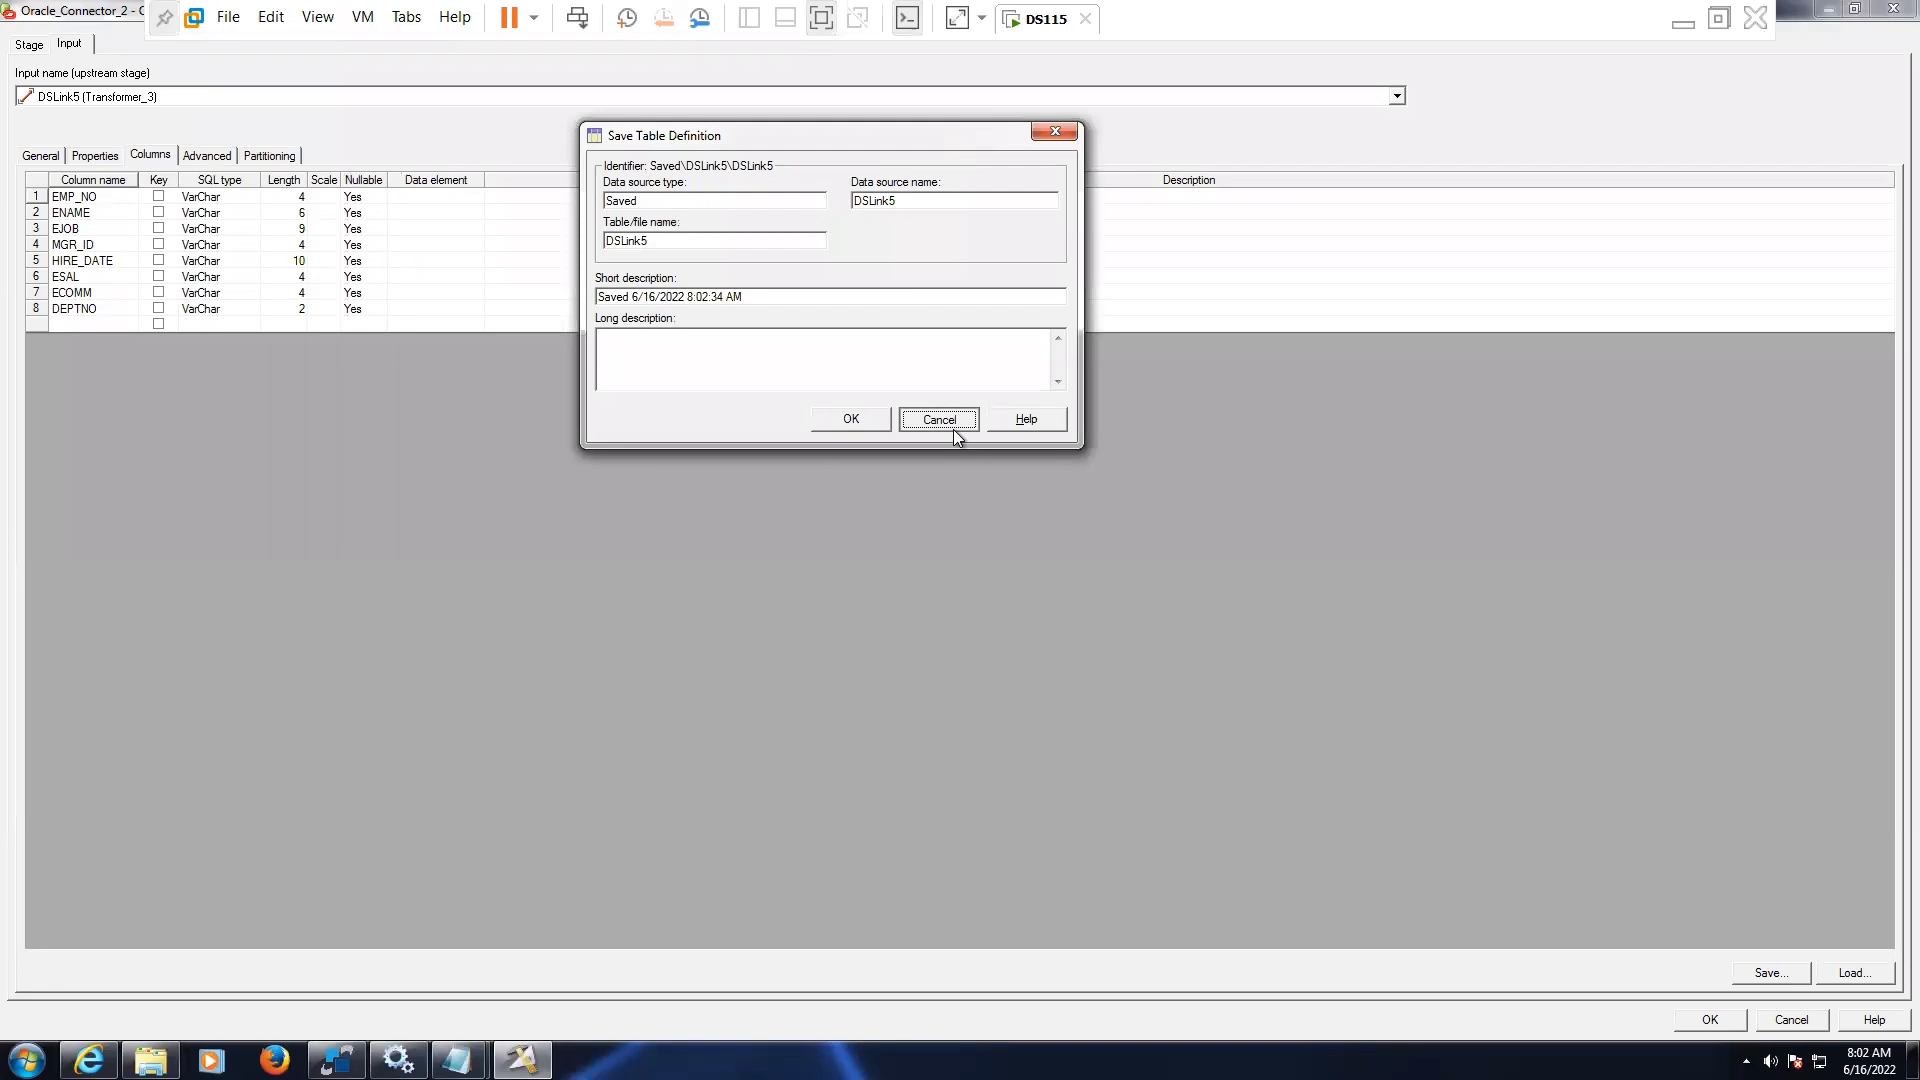 Oracle_Connector_2 - C
File Edit View VM Tabs Help
DS115
Stage Input
Input name (upstream stage)
DSLink5 (Transformer_3)
General Properties Columns Advanced Partitioning
Column name Key SQL type Length Scale Nullable Data element Description
1 EMP_NO VarChar 4 Yes
2 ENAME VarChar 6 Yes
3 EJOB VarChar 9 Yes
4 MGR_ID VarChar 4 Yes
5 HIRE_DATE VarChar 10 Yes
6 ESAL VarChar 4 Yes
7 ECOMM VarChar 4 Yes
8 DEPTNO VarChar 2 Yes
Save Table Definition
Identifier: Saved\DSLink5\DSLink5
Data source type: Data source name:
Saved DSLink5
Table/file name:
DSLink5
Short description:
Saved 6/16/2022 8:02:34 AM
Long description:
OK Cancel Help
Save... Load...
OK Cancel Help
8:02 AM
6/16/2022